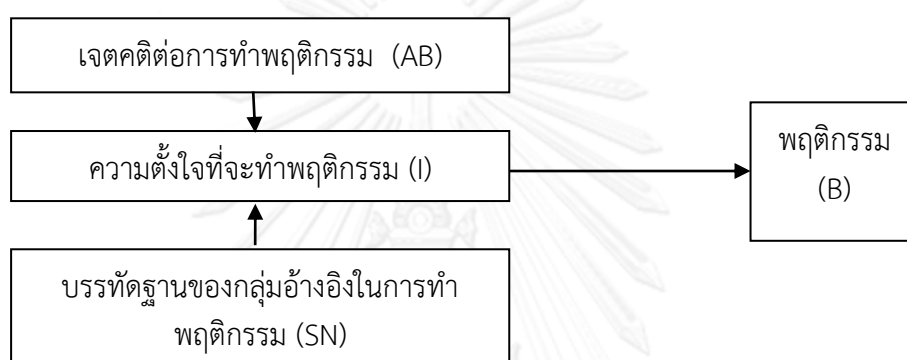 เจตคติต่อการทำพฤติกรรม (AB)
ความตั้งใจที่จะทำพฤติกรรม (I)
พฤติกรรม
(B)
บรรทัดฐานของกลุ่มอ้างอิงในการทำ
พฤติกรรม (SN)